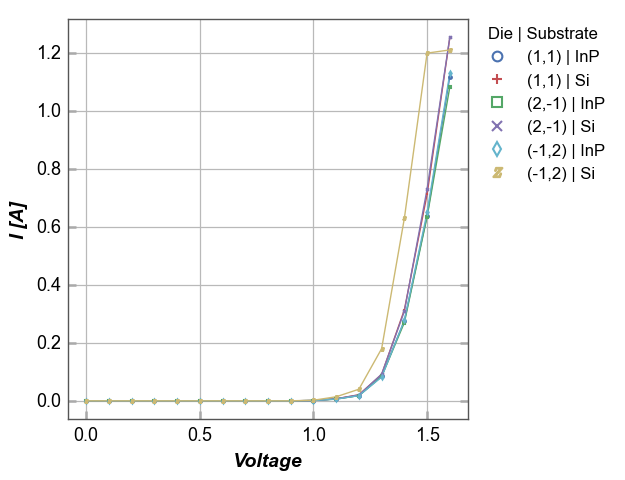 Die | Substrate
(1,1) | InP
(1,1) | Si
(2,-1) | InP
(2,-1) | Si
(-1,2) | InP
(-1,2) | Si
I [A]
1.2
1.0
0.8
0.6
0.4
0.2
0.0
0.0 0.5 1.0 1.5
Voltage